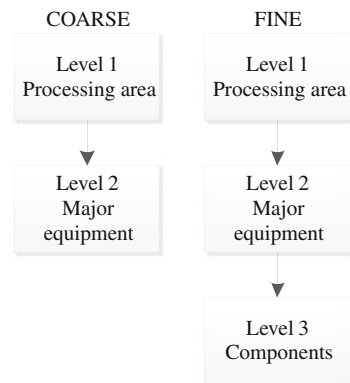 COARSE
Level 1
Processing area
Level 2
Major
equipment
FINE
Level 1
Processing area
Level 2
Major
equipment
Level 3
Components